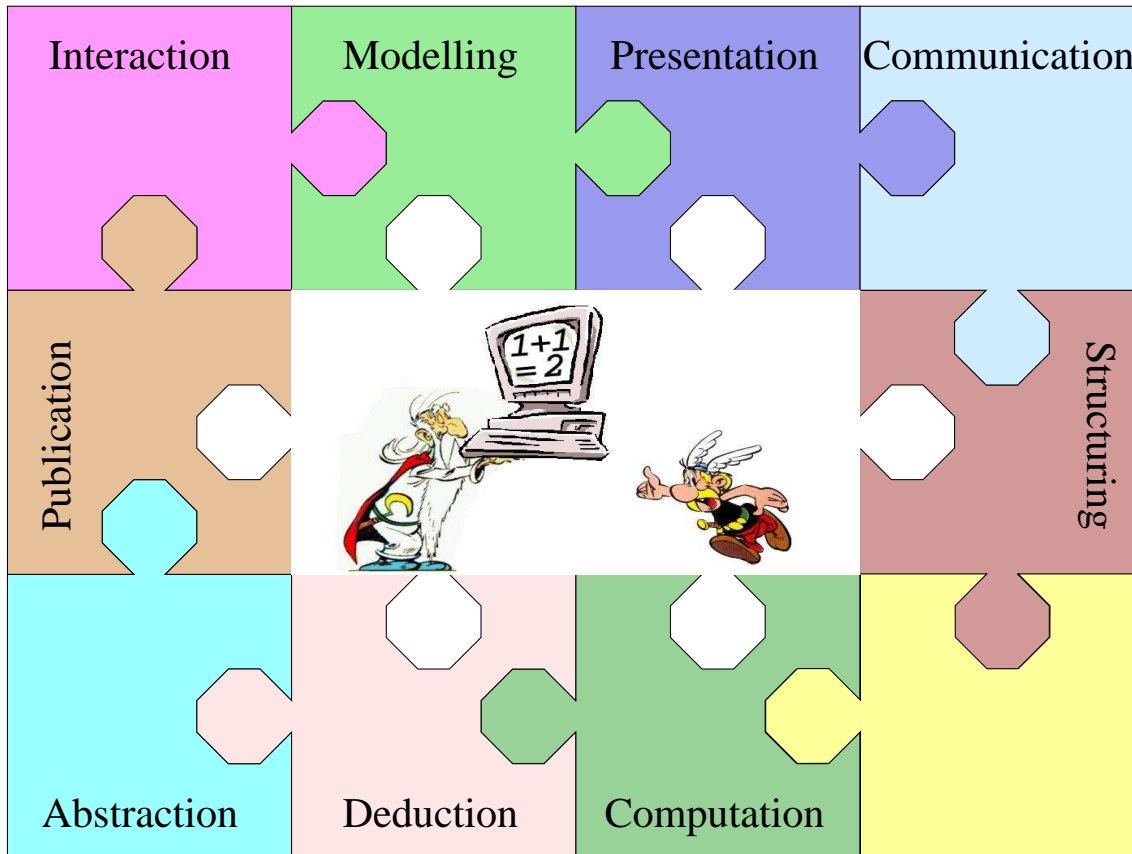 Interaction
Modelling
Presentation
Communication
1+1
= 2
Publication
Structuring
Abstraction
Deduction
Computation